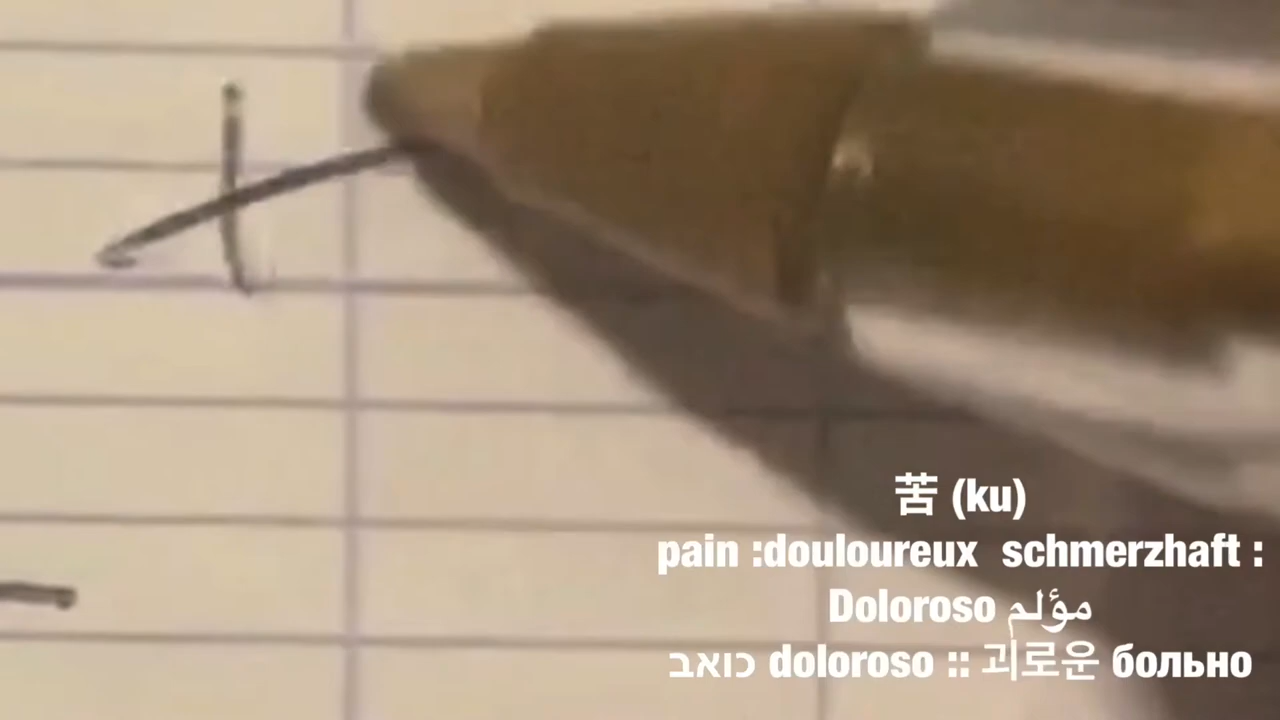 苦 (ku)
pain :douloureux schmerzhaft :
Doloroso مؤلم
כואב doloroso :: 괴로운 больно